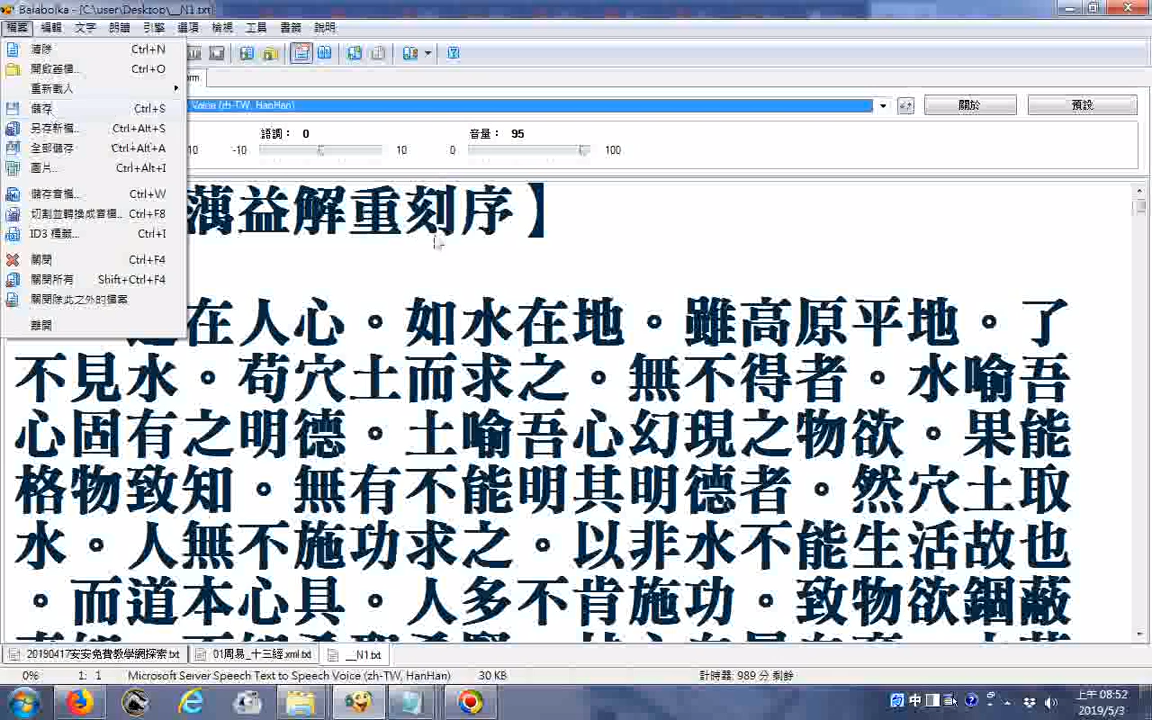 Balabolka - [C:\user\Desktop\__N1.txt]
檔案 編輯 文字 朗讀 引擎 選項 檢視 工具 書籤 說明
清除 Ctrl+N
開啟舊檔... Ctrl+O
重新載入
儲存 Ctrl+S
另存新檔... Ctrl+Alt+S
全部儲存 Ctrl+Alt+A
圖片... Ctrl+Alt+I
儲存音檔... Ctrl+W
切割並轉換成音檔... Ctrl+F8
ID3 標籤... Ctrl+I
關閉 Ctrl+F4
關閉所有 Shift+Ctrl+F4
關閉除此之外的檔案
離開
Voice (zh-TW, HanHan) 關於 預設
語調： 0 音量： 95
10 -10 10 0 100
蕅益解重刻序】
在人心。如水在地。雖高原平地。了
不見水。苟穴土而求之。無不得者。水喻吾
心固有之明德。土喻吾心幻現之物欲。果能
格物致知。無有不能明其明德者。然穴土取
水。人無不施功求之。以非水不能生活故也
。而道本心具。人多不肯施功。致物欲錮蔽
20190417安安免費教學網探索.txt 01周易_十三經.xml.txt __N1.txt
0% 1: 1 Microsoft Server Speech Text to Speech Voice (zh-TW, HanHan) 30 KB 計時器: 989 分 剩餘
中
上午 08:52
2019/5/3